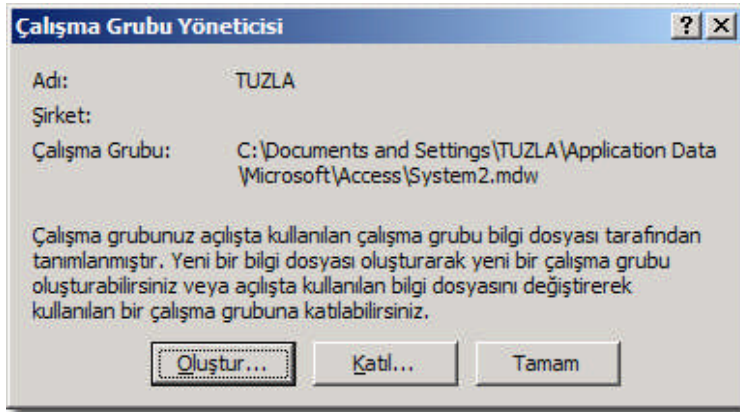 Çalışma Grubu Yöneticisi
Adı: TUZLA
Şirket:
Çalışma Grubu: C:\Documents and Settings\TUZLA\Application Data
\Microsoft\Access\System2.mdw
Çalışma grubunuz açılışta kullanılan çalışma grubu bilgi dosyası tarafından
tanımlanmıştır. Yeni bir bilgi dosyası oluşturarak yeni bir çalışma grubu
oluşturabilirsiniz veya açılışta kullanılan bilgi dosyasını değiştirerek
kullanılan bir çalışma grubuna katılabilirsiniz.
Oluştur... Katıl... Tamam